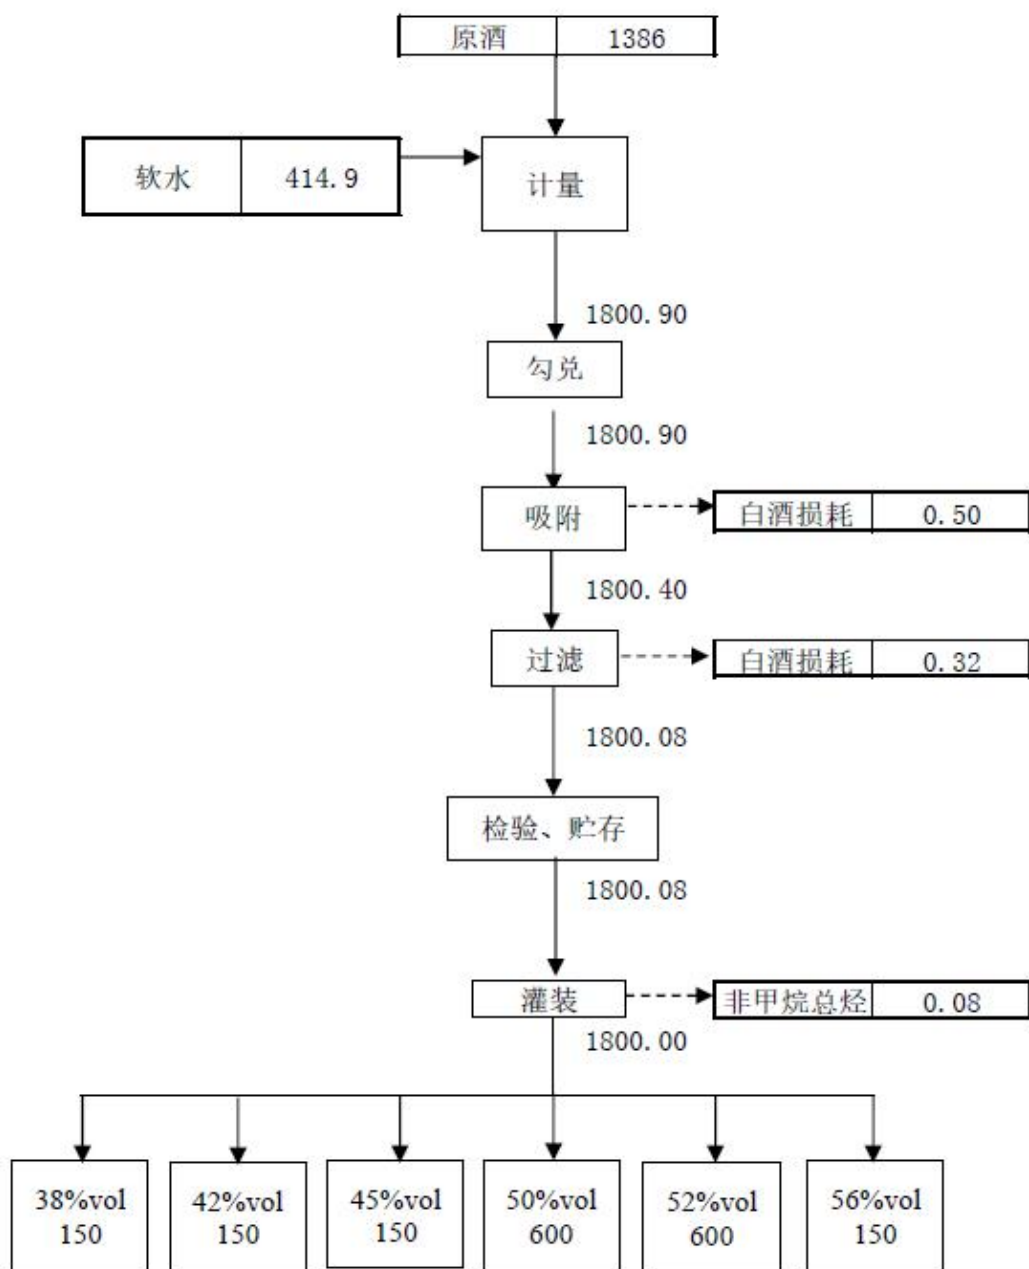 原酒 1386
软水 414.9
计量
1800.90
勾兑
1800.90
吸附
白酒损耗 0.50
1800.40
过滤
白酒损耗 0.32
1800.08
检验、贮存
1800.08
灌装
非甲烷总烃 0.08
1800.00
38%vol
150
42%vol
150
45%vol
150
50%vol
600
52%vol
600
56%vol
150